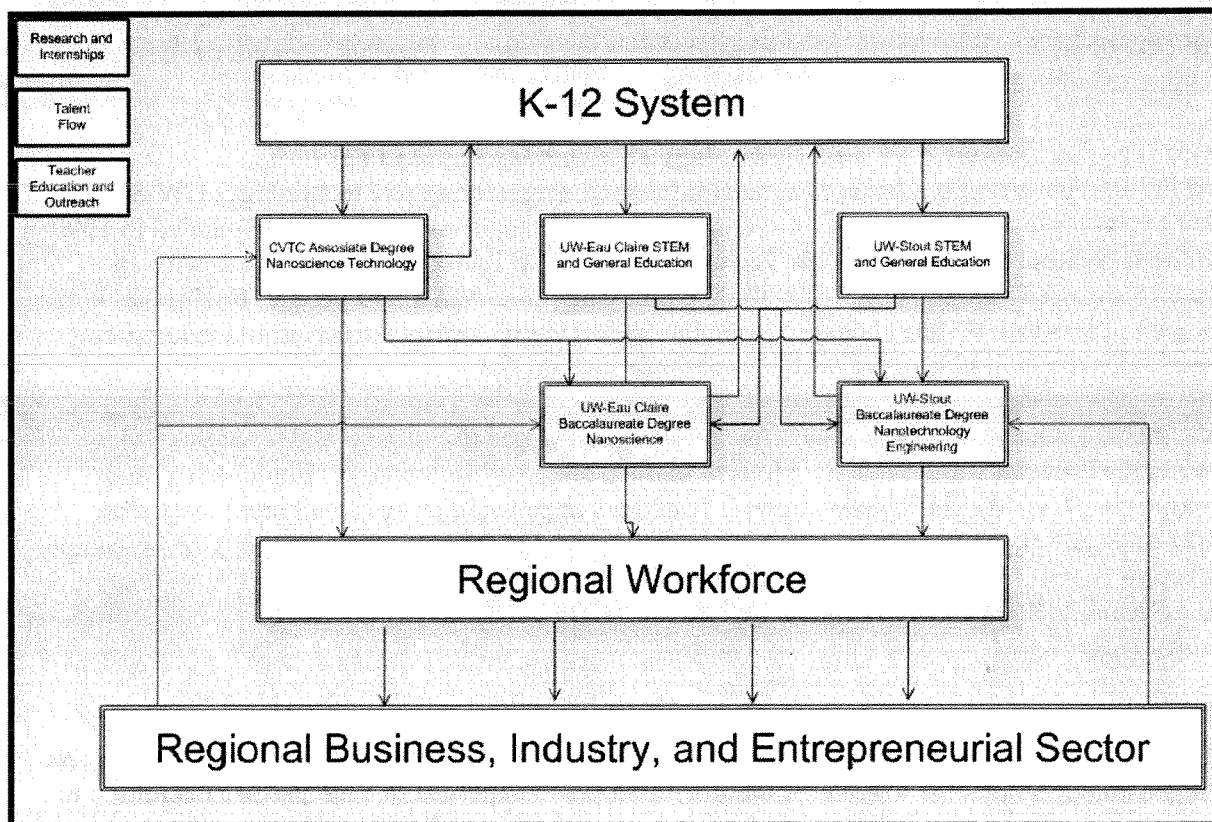 Research and
Internships
Talent
Flow
Teacher
Education and
Outreach
K-12 System
CVTC Assosiate Degree
Nanoscience Technology
UW-Eau Claire STEM
and General Education
UW-Stout STEM
and General Education
UW-Eau Claire
Baccalaureate Degree
Nanoscience
UW-Stout
Baccalaureate Degree
Nanotechnology
Engineering
Regional Workforce
Regional Business, Industry, and Entrepreneurial Sector